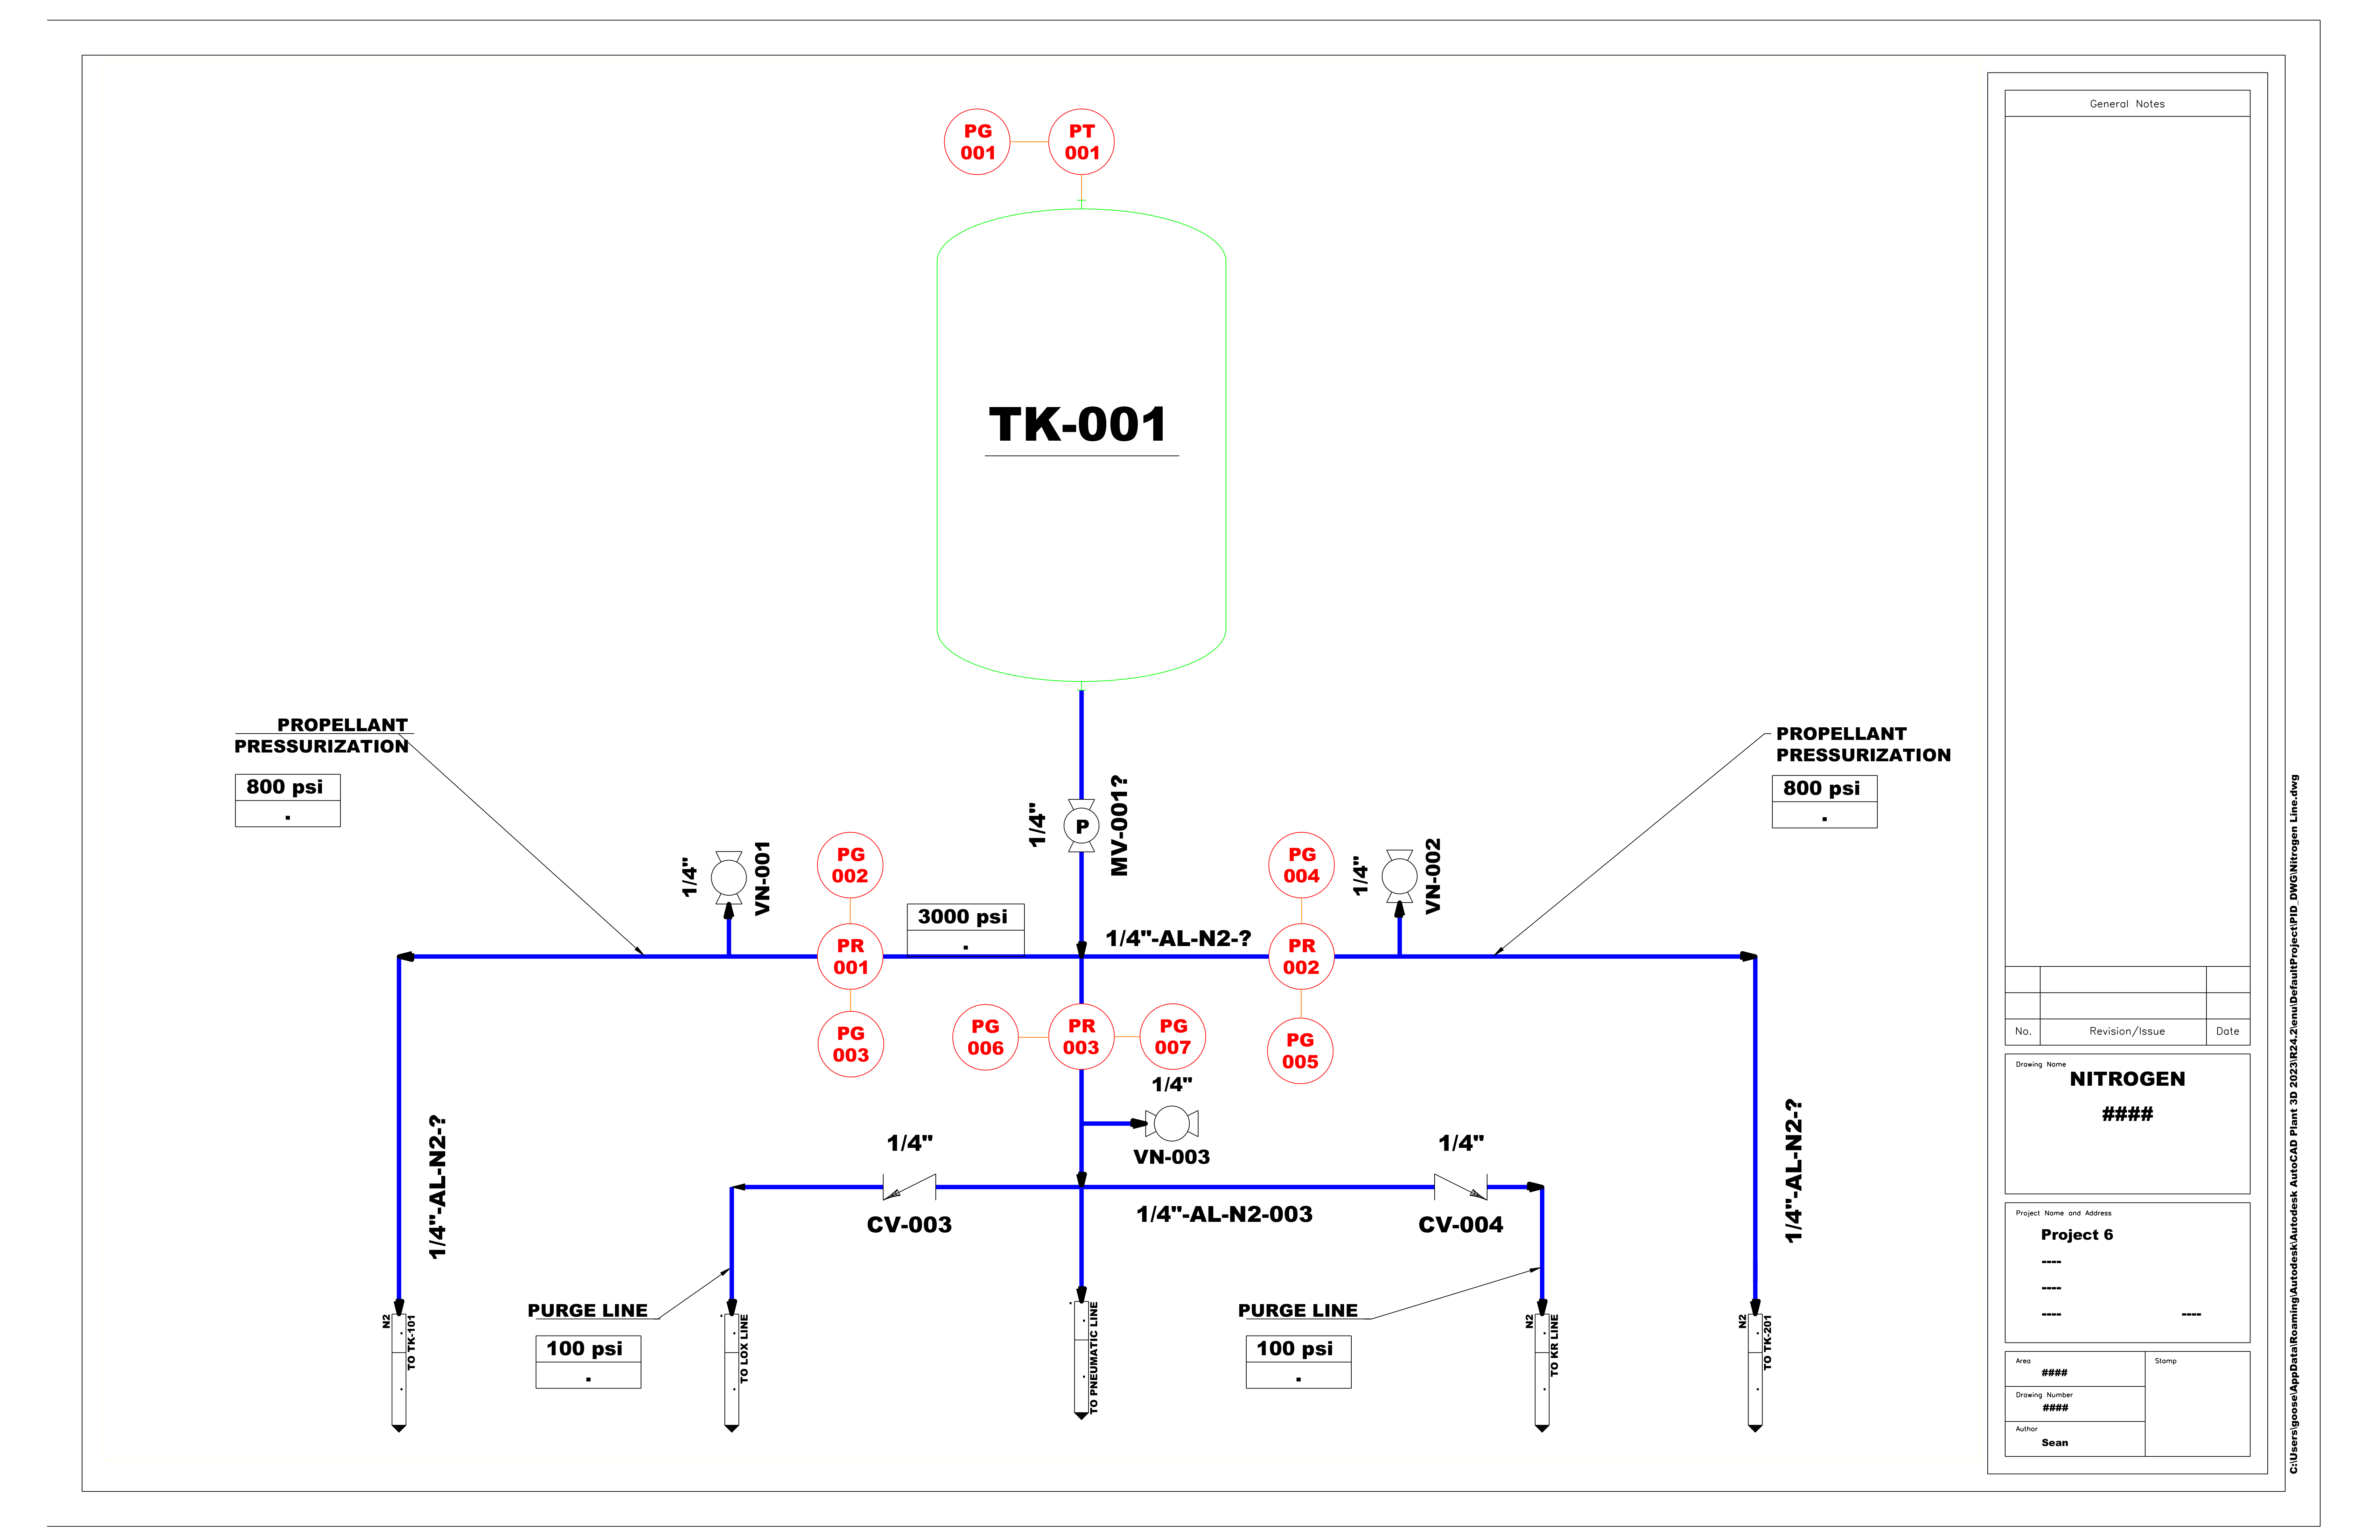 PG
001
PT
001
General Notes
TK-001
PROPELLANT
PRESSURIZATION
800 psi
.
PROPELLANT
PRESSURIZATION
800 psi
.
1/4"
MV-001?
P
1/4"
VN-001
PG
002
PG
004
1/4"
VN-002
3000 psi
.
1/4"-AL-N2-?
PR
001
PR
002
PG
003
PG
006
PR
003
PG
007
PG
005
1/4"
VN-003
1/4"-AL-N2-?
1/4"
CV-003
1/4"-AL-N2-003
1/4"
CV-004
1/4"-AL-N2-?
PURGE LINE
100 psi
.
PURGE LINE
100 psi
.
N2
TO TK-101
TO LOX LINE
TO PNEUMATIC LINE
N2
TO KR LINE
N2
TO TK-201
No.
Revision/Issue
Date
Drawing Name
NITROGEN
####
Project Name and Address
Project 6
----
----
----
----
Area
####
Stamp
Drawing Number
####
Author
Sean
C:\Users\goose\AppData\Roaming\Autodesk\Autodesk AutoCAD Plant 3D 2023\R24.2\enu\DefaultProject\PID_DWG\Nitrogen Line.dwg